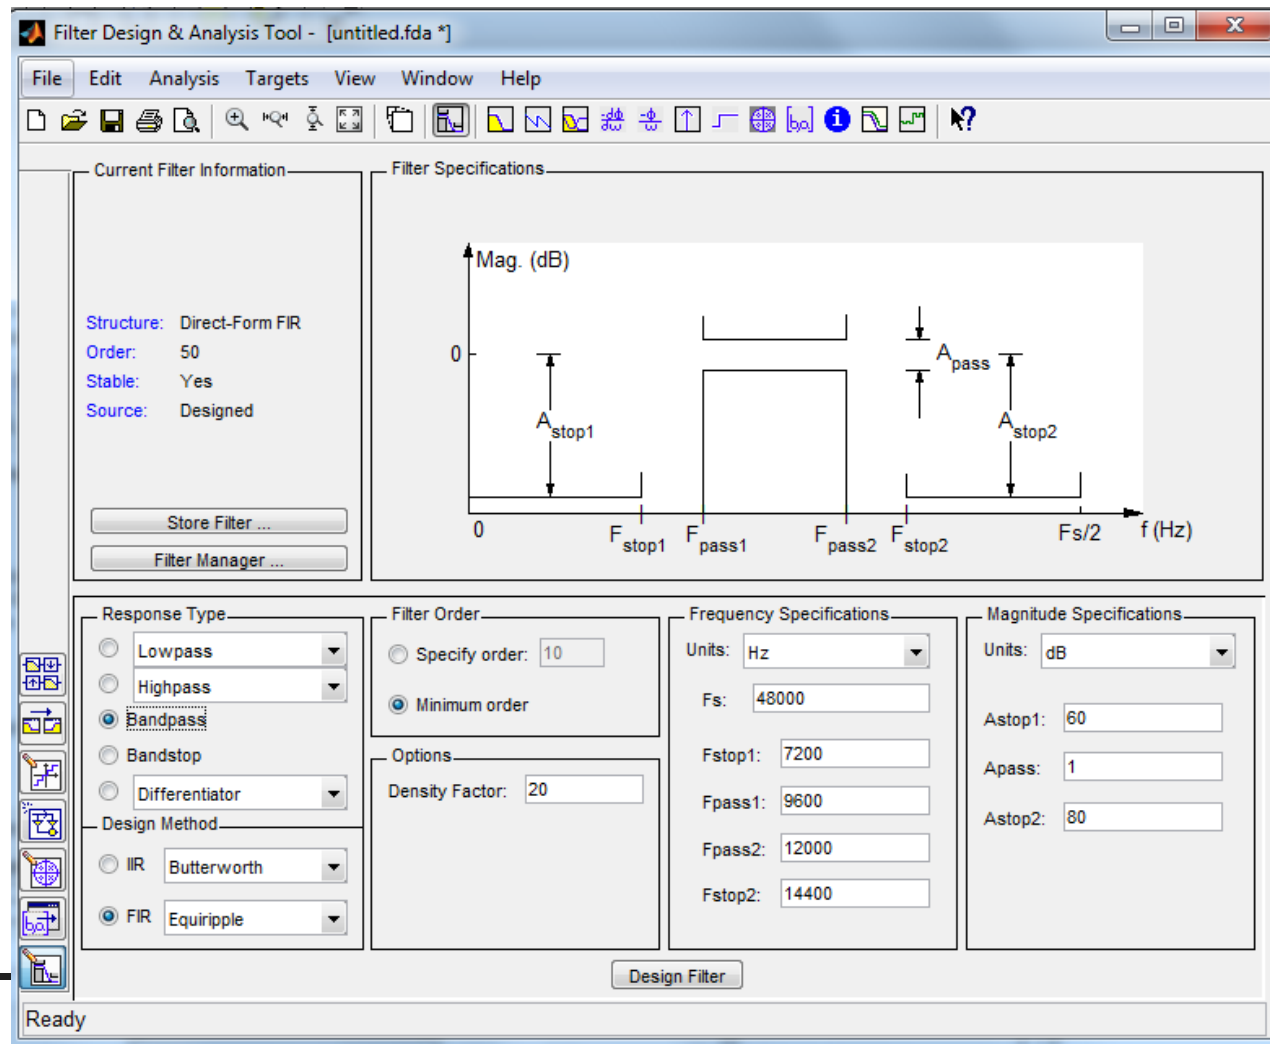 Filter Design & Analysis Tool - [untitled.fda *]
File Edit Analysis Targets View Window Help
Current Filter Information
Structure: Direct-Form FIR
Order: 50
Stable: Yes
Source: Designed
Store Filter ...
Filter Manager ...
Filter Specifications
Mag. (dB)
0
Astop1
Apass
Astop2
0 Fstop1 Fpass1 Fpass2 Fstop2 Fs/2 f (Hz)
Response Type
Lowpass
Highpass
Bandpass
Bandstop
Differentiator
Design Method
IIR Butterworth
FIR Equiripple
Filter Order
Specify order: 10
Minimum order
Options
Density Factor: 20
Frequency Specifications
Units: Hz
Fs: 48000
Fstop1: 7200
Fpass1: 9600
Fpass2: 12000
Fstop2: 14400
Magnitude Specifications
Units: dB
Astop1: 60
Apass: 1
Astop2: 80
Design Filter
Ready